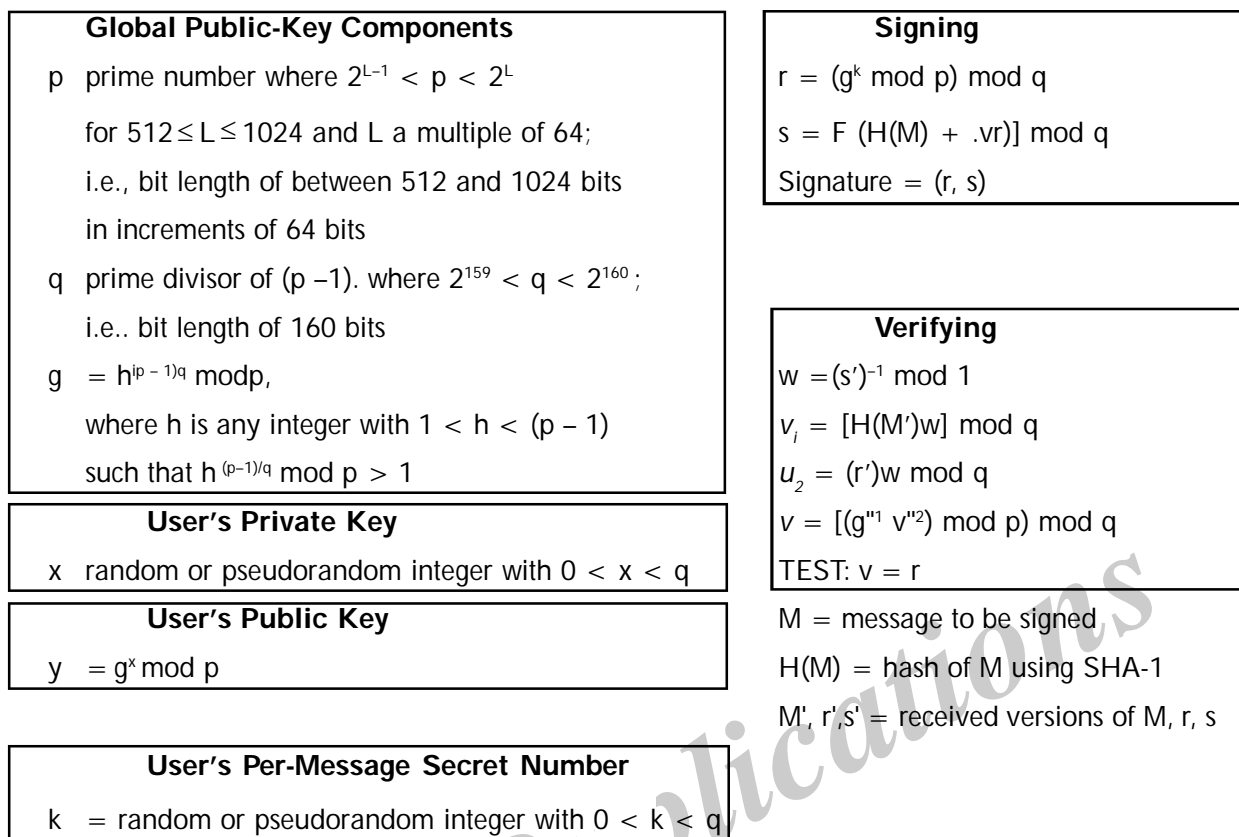 Global Public-Key Components
p prime number where 2^L–1 < p < 2^L
for 512 ≤ L ≤ 1024 and L a multiple of 64;
i.e., bit length of between 512 and 1024 bits
in increments of 64 bits
q prime divisor of (p –1). where 2^159 < q < 2^160 ;
i.e.. bit length of 160 bits
g = h^ip – 1)q modp,
where h is any integer with 1 < h < (p – 1)
such that h ^(p–1)/q mod p > 1
User's Private Key
x random or pseudorandom integer with 0 < x < q
User's Public Key
y = g^x mod p
User's Per-Message Secret Number
k = random or pseudorandom integer with 0 < k < q
Signing
r = (g^k mod p) mod q
s = F (H(M) + .vr)] mod q
Signature = (r, s)
Verifying
w = (s′)^–1 mod 1
v_i = [H(M′)w] mod q
u_2 = (r′)w mod q
v = [(g"^1 v"^2) mod p) mod q
TEST: v = r
M = message to be signed
H(M) = hash of M using SHA-1
M', r',s' = received versions of M, r, s